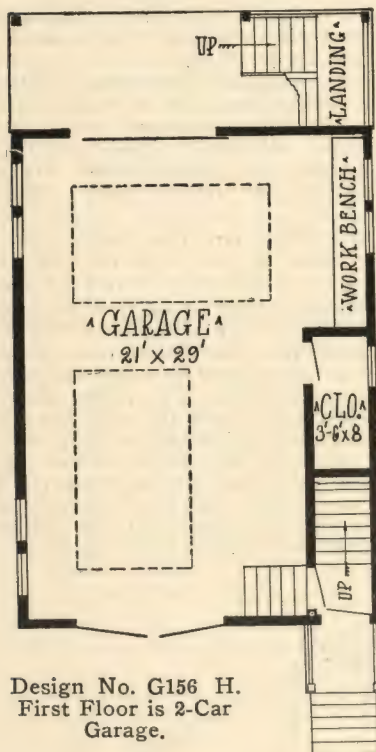 UP
LANDING
WORK BENCH
GARAGE
21' X 29'
CLO.
3'-6'x8
UP
Design No. G156 H.
First Floor is 2-Car
Garage.